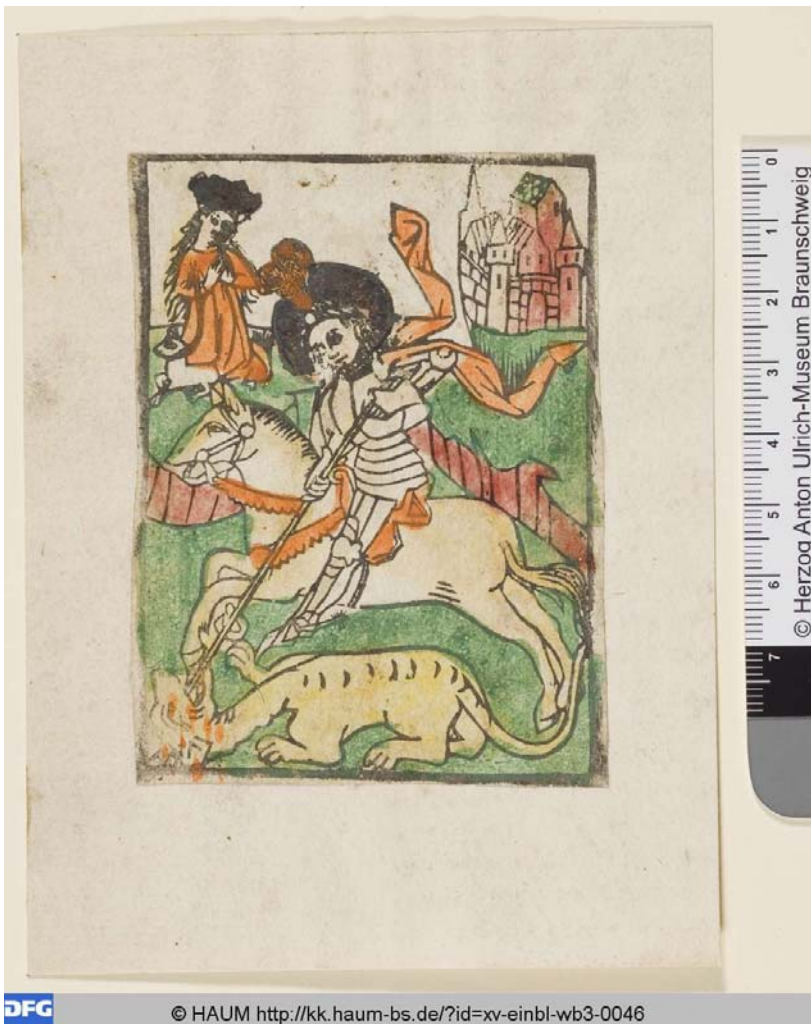 0 1 2 3 4 5 6 7
© Herzog Anton Ulrich-Museum Braunschweig
DFG
© HAUM http://kk.haum-bs.de/?id=xv-einbl-wb3-0046